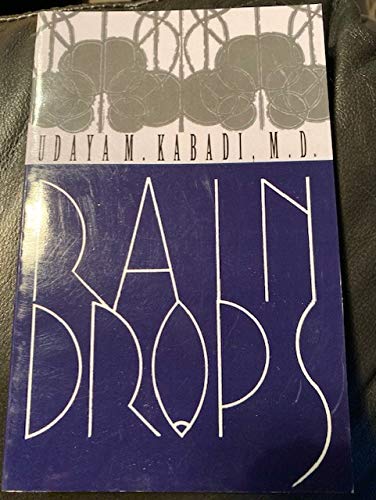 UDAYA M. KABADI, M.D.
RAIN
DROPS